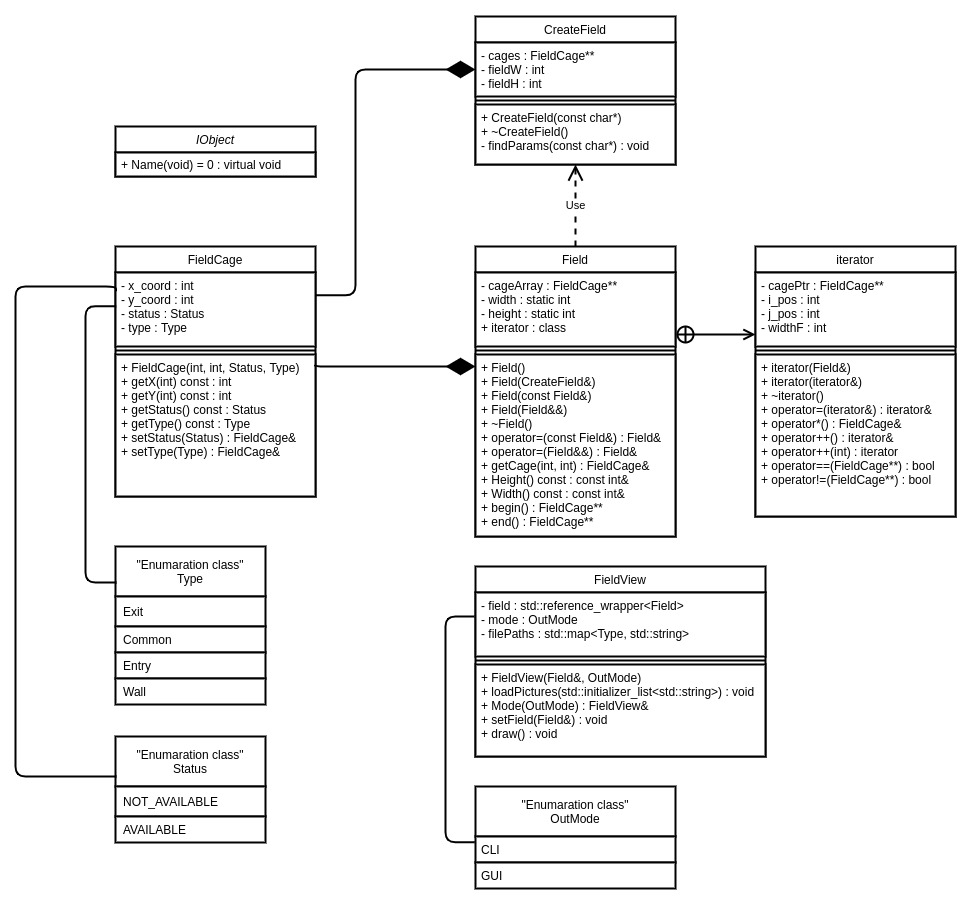 CreateField
- cages : FieldCage**
- fieldW : int
- fieldH : int
+ CreateField(const char*)
+ ~CreateField()
- findParams(const char*) : void
IObject
+ Name(void) = 0 : virtual void
Use
FieldCage
- x_coord : int
- y_coord : int
- status : Status
- type : Type
+ FieldCage(int, int, Status, Type)
+ getX(int) const : int
+ getY(int) const : int
+ getStatus() const : Status
+ getType() const : Type
+ setStatus(Status) : FieldCage&
+ setType(Type) : FieldCage&
Field
- cageArray : FieldCage**
- width : static int
- height : static int
+ iterator : class
+ Field()
+ Field(CreateField&)
+ Field(const Field&)
+ Field(Field&&)
+ ~Field()
+ operator=(const Field&) : Field&
+ operator=(Field&&) : Field&
+ getCage(int, int) : FieldCage&
+ Height() const : const int&
+ Width() const : const int&
+ begin() : FieldCage**
+ end() : FieldCage**
iterator
- cagePtr : FieldCage**
- i_pos : int
- j_pos : int
- widthF : int
+ iterator(Field&)
+ iterator(iterator&)
+ ~iterator()
+ operator=(iterator&) : iterator&
+ operator*() : FieldCage&
+ operator++() : iterator&
+ operator++(int) : iterator
+ operator==(FieldCage**) : bool
+ operator!=(FieldCage**) : bool
"Enumaration class"
Type
Exit
Common
Entry
Wall
"Enumaration class"
Status
NOT_AVAILABLE
AVAILABLE
FieldView
- field : std::reference_wrapper<Field>
- mode : OutMode
- filePaths : std::map<Type, std::string>
+ FieldView(Field&, OutMode)
+ loadPictures(std::initializer_list<std::string>) : void
+ Mode(OutMode) : FieldView&
+ setField(Field&) : void
+ draw() : void
"Enumaration class"
OutMode
CLI
GUI